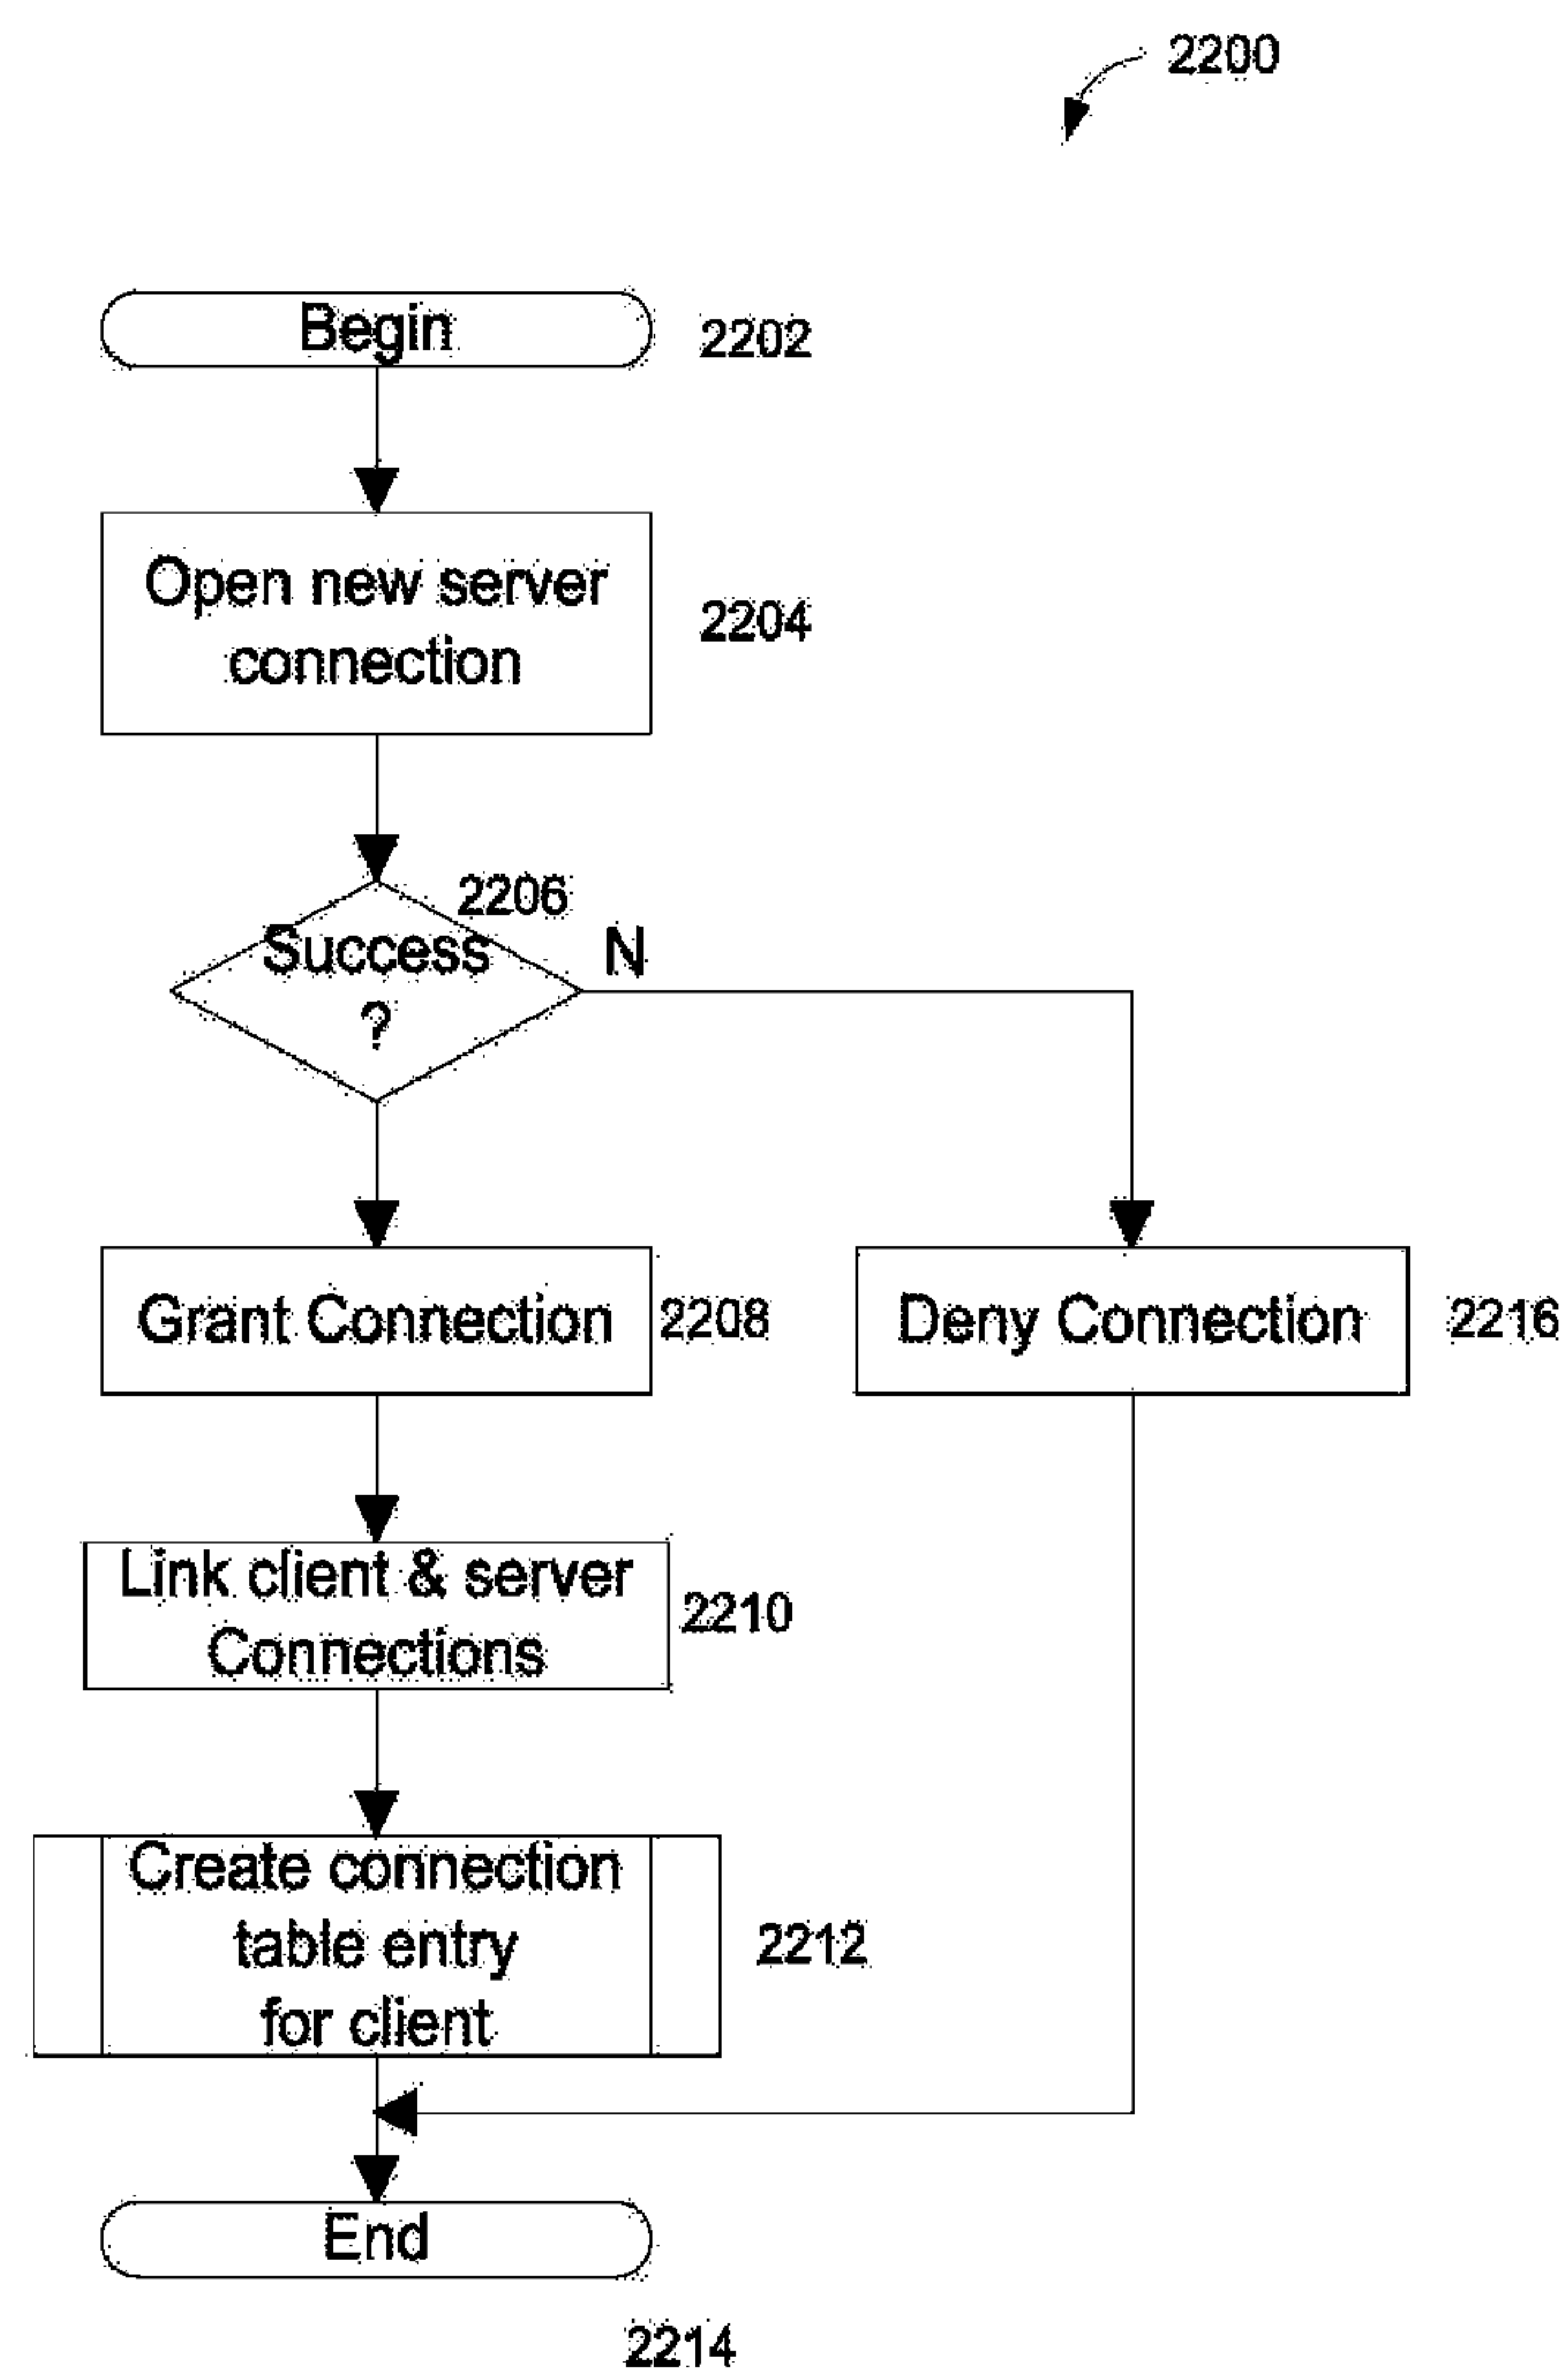 2200
Begin
2202
Open new server
connection
2204
2206
Success
?
N
Grant Connection
2208
Deny Connection
2216
Link client & server
Connections
2210
Create connection
table entry
for client
2212
End
2214